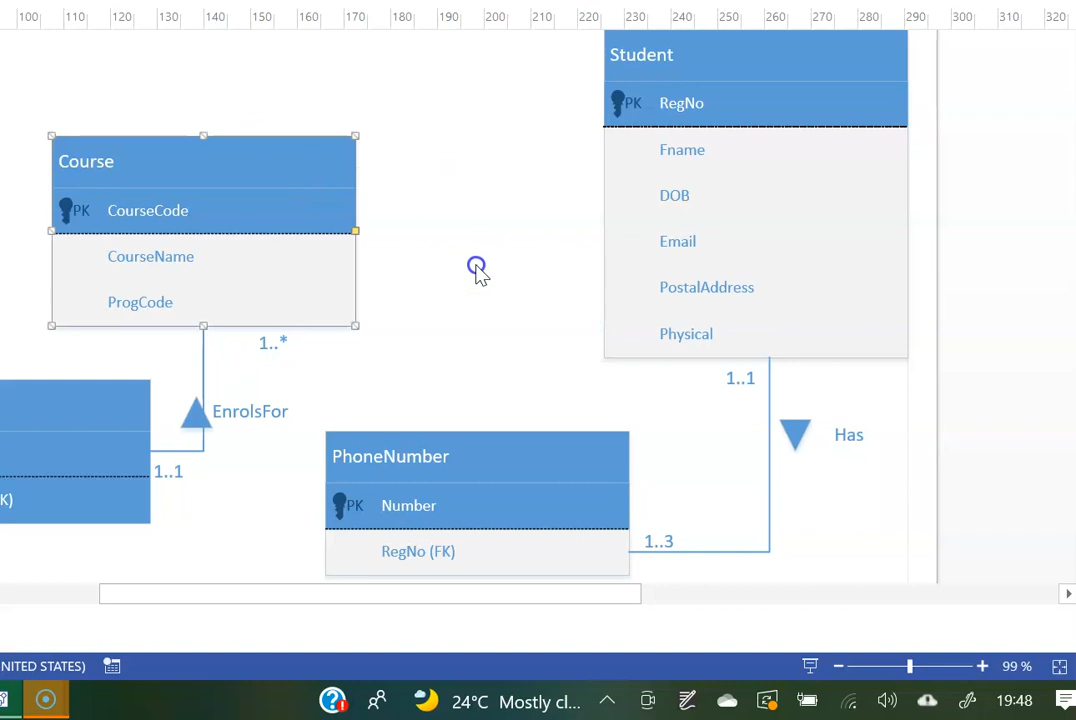 100 110 120 130 140 150 160 170 180 190 200 210 220 230 240 250 260 270 280 290 300 310 320
Student
PK RegNo
Fname
DOB
Email
PostalAddress
Physical
Course
PK CourseCode
CourseName
ProgCode
1..*
EnrolsFor
1..1
K)
1..1
Has
PhoneNumber
PK Number
RegNo (FK)
1..3
NITED STATES)
99 %
24°C Mostly cl...
19:48